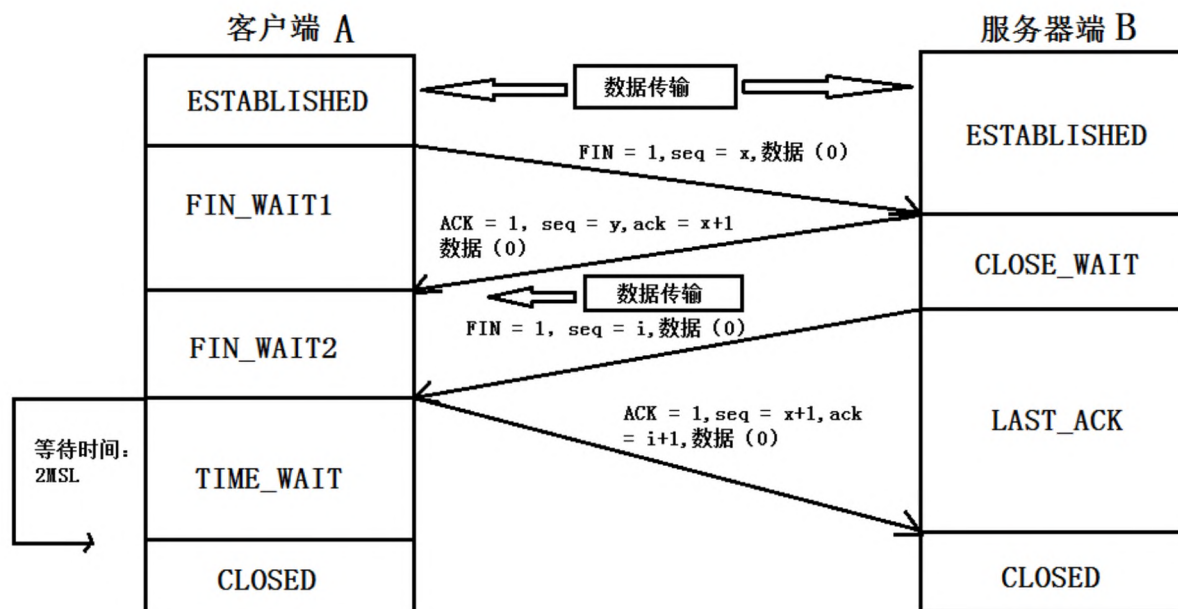 客户端 A
服务器端 B
ESTABLISHED
数据传输
ESTABLISHED
FIN = 1,seq = x,数据（0）
FIN_WAIT1
ACK = 1, seq = y,ack = x+1
数据（0）
CLOSE_WAIT
数据传输
FIN = 1, seq = i,数据（0）
FIN_WAIT2
ACK = 1,seq = x+1,ack
= i+1,数据（0）
LAST_ACK
等待时间：
2MSL
TIME_WAIT
CLOSED
CLOSED